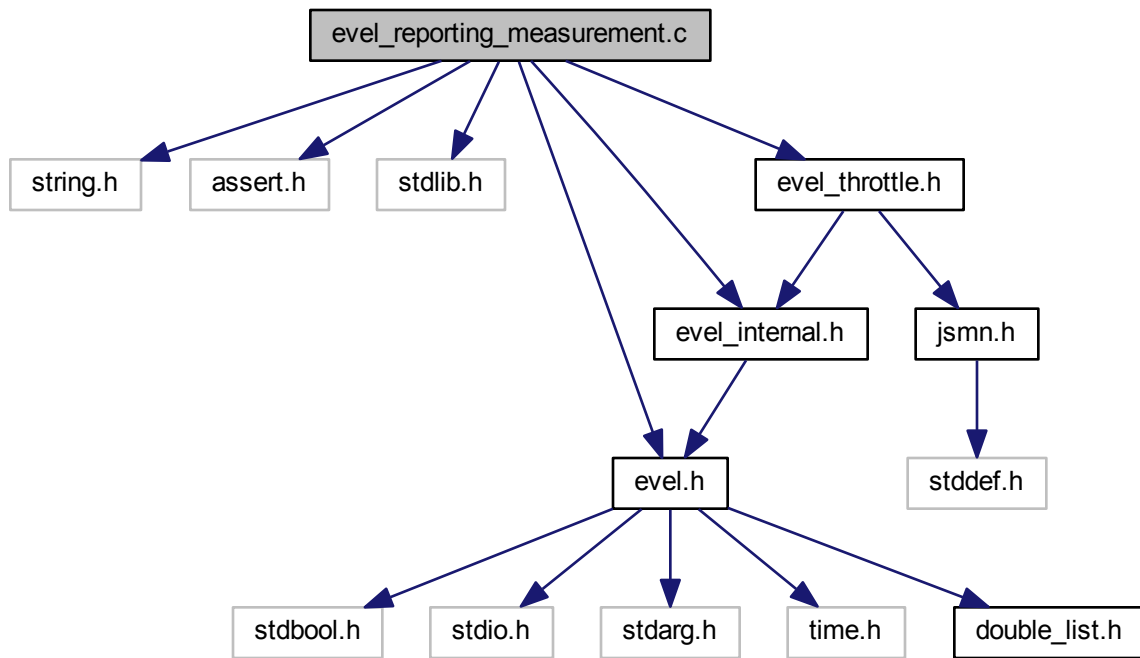 evel_reporting_measurement.c
string.h
assert.h
stdlib.h
evel_throttle.h
evel_internal.h
jsmn.h
evel.h
stddef.h
stdbool.h
stdio.h
stdarg.h
time.h
double_list.h